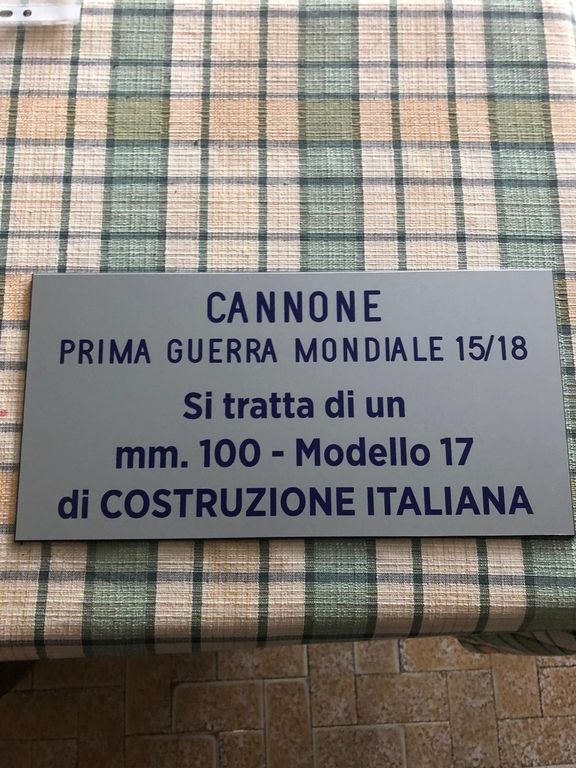 CANNONE
PRIMA GUERRA MONDIALE 15/18
Si tratta di un
mm. 100 - Modello 17
di COSTRUZIONE ITALIANA